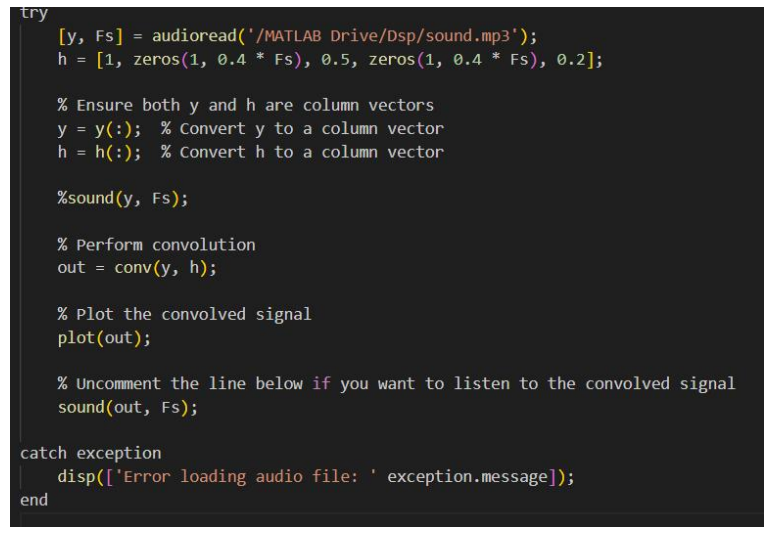 try
[y, Fs] = audioread('/MATLAB Drive/Dsp/sound.mp3');
h = [1, zeros(1, 0.4 * Fs), 0.5, zeros(1, 0.4 * Fs), 0.2];
% Ensure both y and h are column vectors
y = y(:); % Convert y to a column vector
h = h(:); % Convert h to a column vector
%sound(y, Fs);
% Perform convolution
out = conv(y, h);
% Plot the convolved signal
plot(out);
% Uncomment the line below if you want to listen to the convolved signal
sound(out, Fs);
catch exception
disp(['Error loading audio file: ' exception.message]);
end